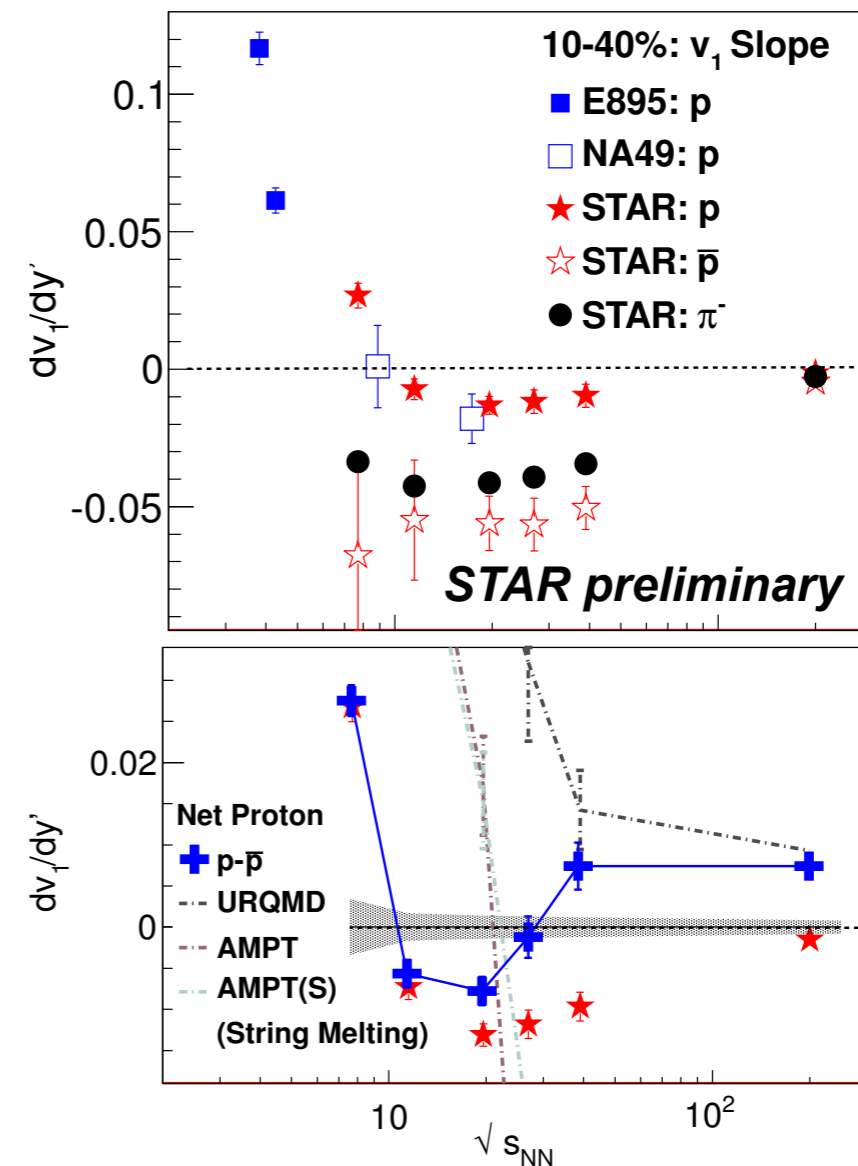 10-40%: v₁ Slope
E895: p
NA49: p
STAR: p
STAR: p̅
STAR: π⁻
0.1
0.05
0
-0.05
dv₁/dy′
STAR preliminary
0.02
0
dv₁/dy'
Net Proton
p-p̅
URQMD
AMPT
AMPT(S)
(String Melting)
10
10²
√ s_NN